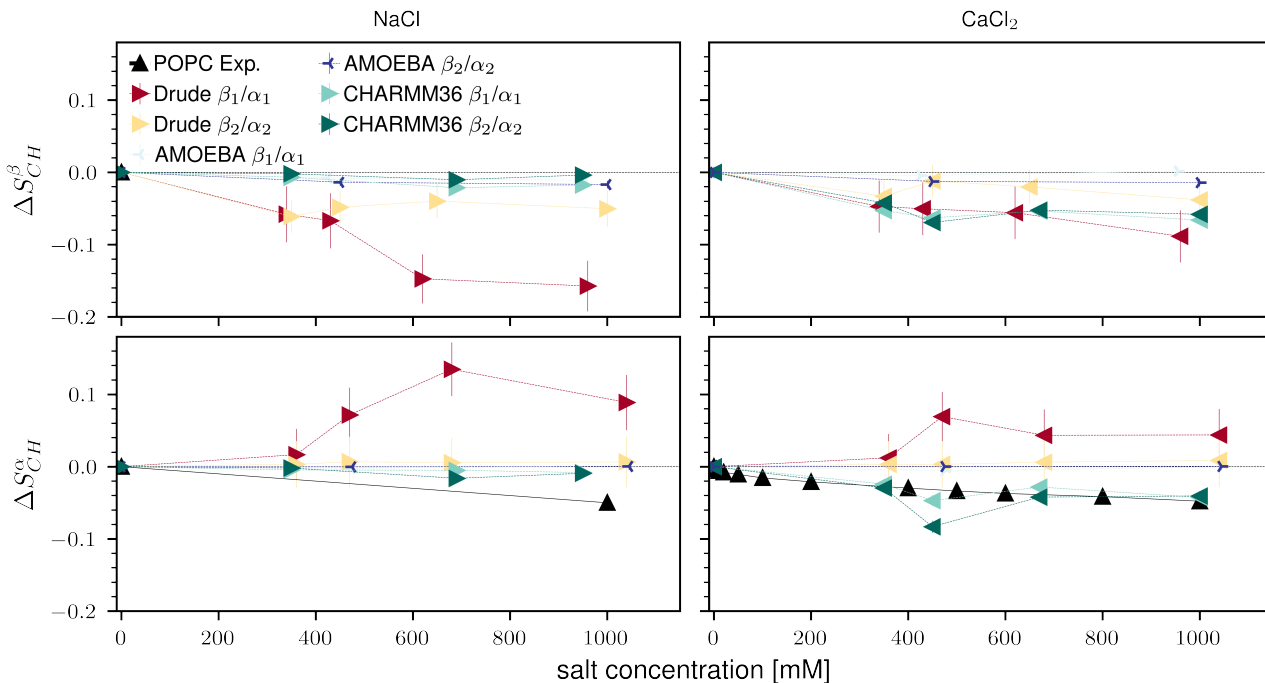 NaCl
CaCl₂
POPC Exp.
Drude β₁/α₁
Drude β₂/α₂
AMOEBA β₁/α₁
AMOEBA β₂/α₂
CHARMM36 β₁/α₁
CHARMM36 β₂/α₂
ΔS^β_CH
0.1
0.0
−0.1
−0.2
ΔS^α_CH
0.1
0.0
−0.1
−0.2
0 200 400 600 800 1000
0 200 400 600 800 1000
salt concentration [mM]